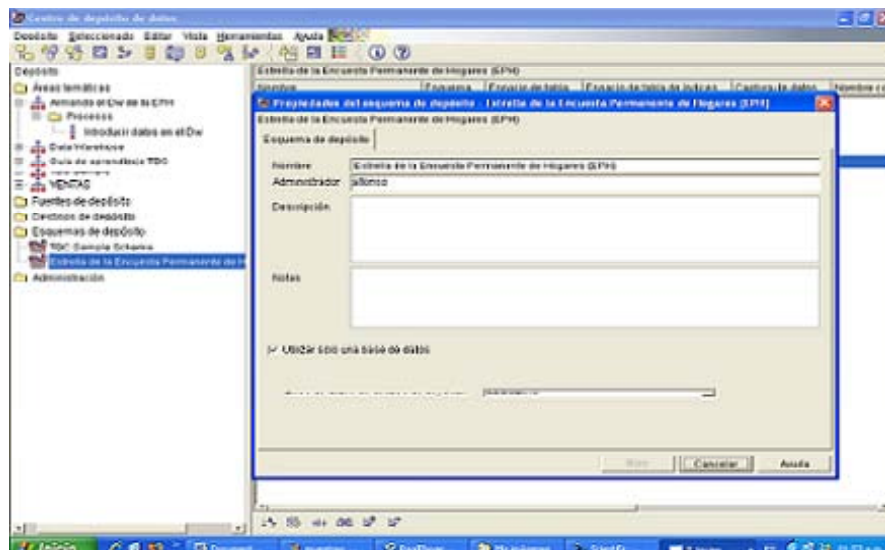 Centro de depósito de datos
Depósito Seleccionado Editar Vista Herramientas Ayuda
Depósito
Áreas temáticas
Armando el Dw de la EPH
Procesos
Introducir datos en el Dw
Data Warehouse
Guía de aprendizaje TBC
VENTAS
Fuentes de depósito
Destinos de depósito
Esquemas de depósito
TBC Sample Schema
Estrella de la Encuesta Permanente de H
Administración
Estrella de la Encuesta Permanente de Hogares (EPH)
Nombre Esquema Espacio de tabla Espacio de tabla de índices Captura de datos Nombre co
Propiedades del esquema de depósito - Estrella de la Encuesta Permanente de Hogares (EPH)
Estrella de la Encuesta Permanente de Hogares (EPH)
Esquema de depósito
Nombre Estrella de la Encuesta Permanente de Hogares (EPH)
Administrador alfonso
Descripción
Notas
Utilizar sólo una base de datos
Cancelar Ayuda
Inicio